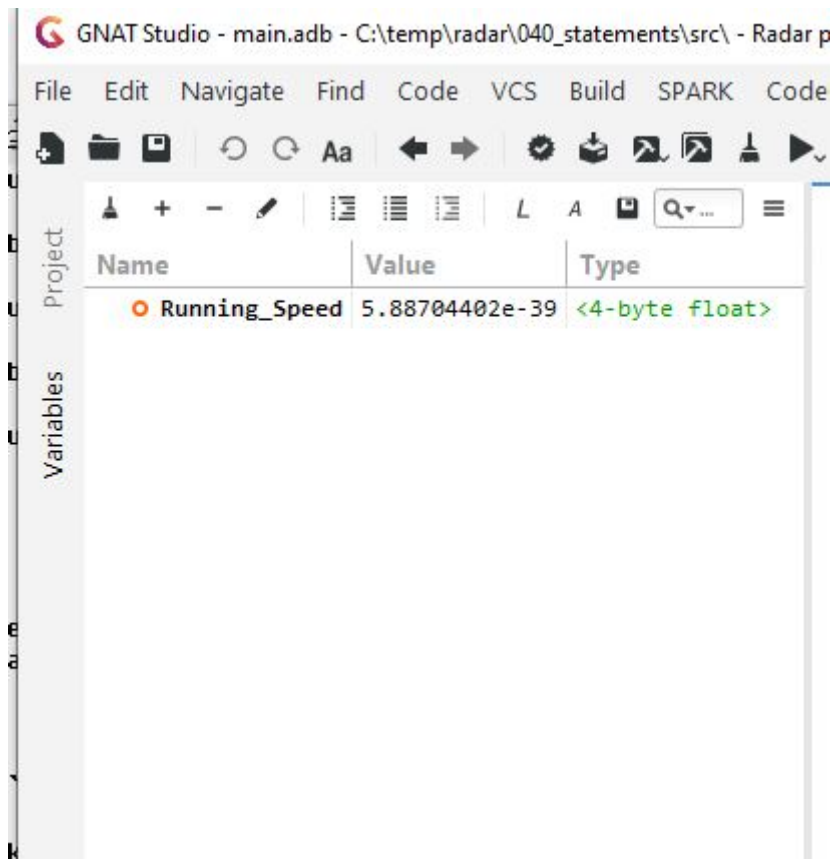 GNAT Studio - main.adb - C:\temp\radar\040_statements\src\ - Radar p
File Edit Navigate Find Code VCS Build SPARK Code
Aa
L A
Project
Variables
Name Value Type
Running_Speed 5.88704402e-39 <4-byte float>